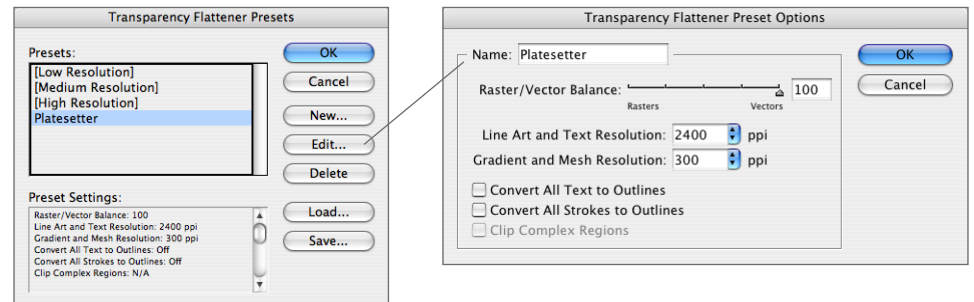 Transparency Flattener Presets
Presets:
[Low Resolution]
[Medium Resolution]
[High Resolution]
Platesetter
OK
Cancel
New...
Edit...
Delete
Load...
Save...
Preset Settings:
Raster/Vector Balance: 100
Line Art and Text Resolution: 2400 ppi
Gradient and Mesh Resolution: 300 ppi
Convert All Text to Outlines: Off
Convert All Strokes to Outlines: Off
Clip Complex Regions: N/A
Transparency Flattener Preset Options
Name: Platesetter
Raster/Vector Balance: 100
Rasters Vectors
Line Art and Text Resolution: 2400 ppi
Gradient and Mesh Resolution: 300 ppi
Convert All Text to Outlines
Convert All Strokes to Outlines
Clip Complex Regions
OK
Cancel